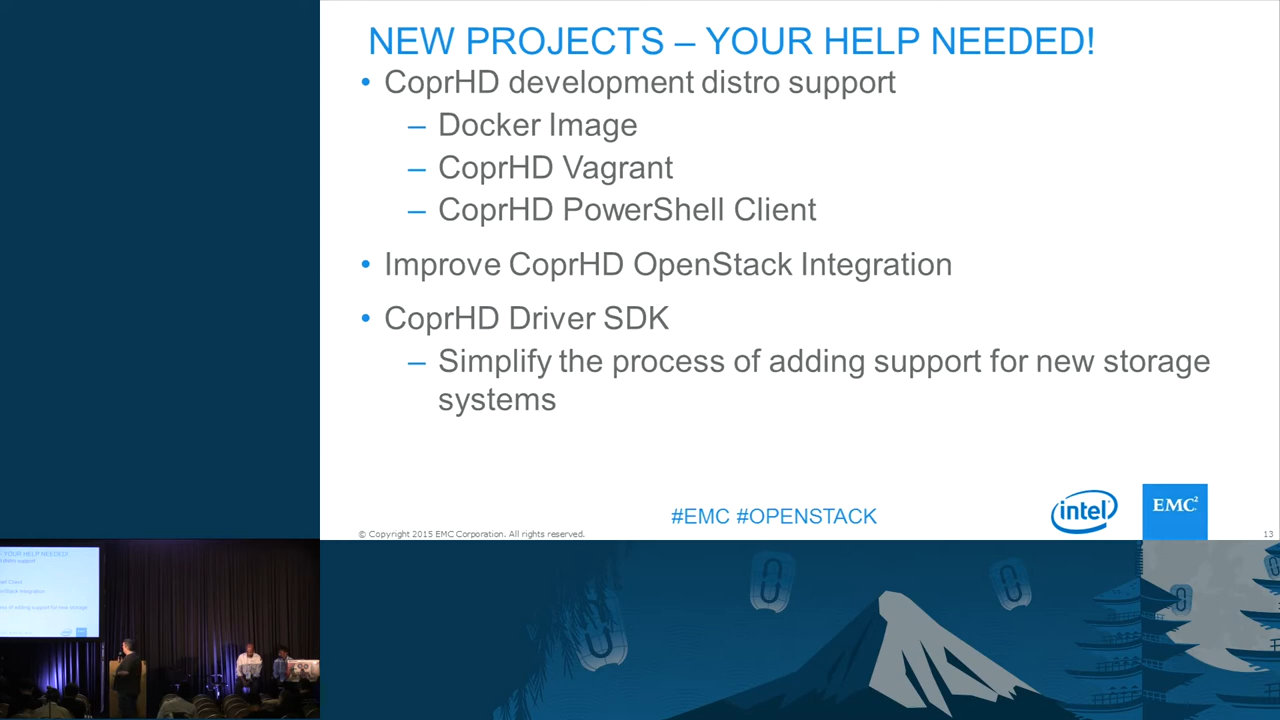 NEW PROJECTS – YOUR HELP NEEDED!
• CoprHD development distro support
– Docker Image
– CoprHD Vagrant
– CoprHD PowerShell Client
• Improve CoprHD OpenStack Integration
• CoprHD Driver SDK
– Simplify the process of adding support for new storage
systems
#EMC #OPENSTACK
intel
EMC²
© Copyright 2015 EMC Corporation. All rights reserved.
13